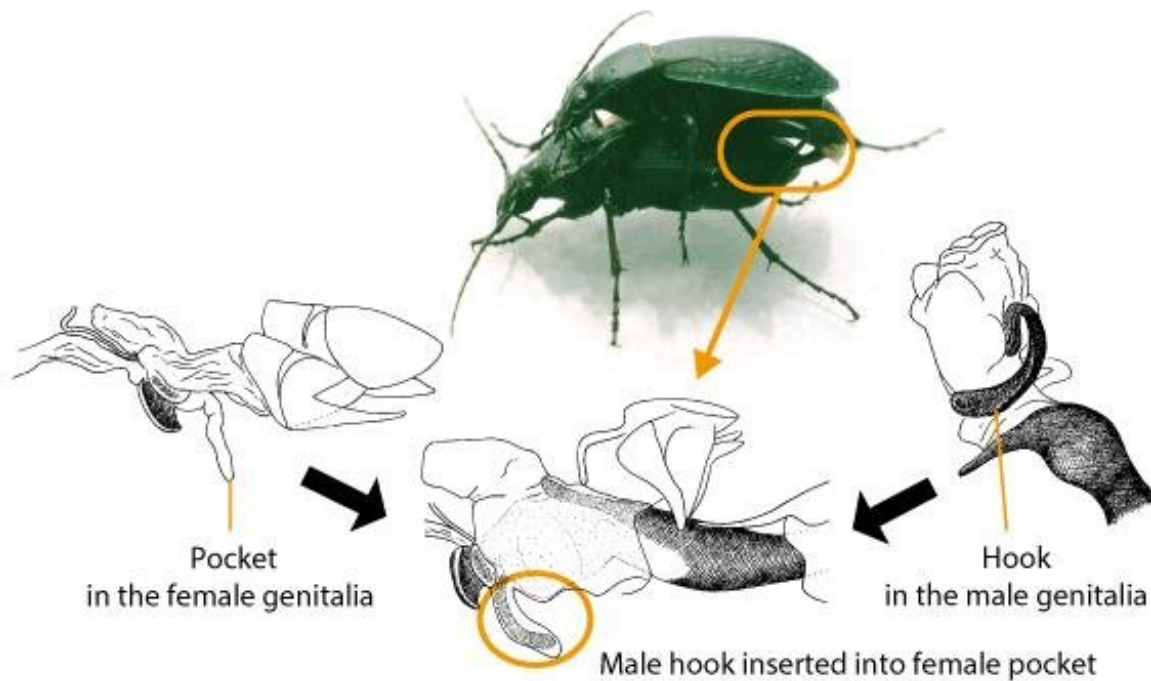 Pocket
in the female genitalia
Hook
in the male genitalia
Male hook inserted into female pocket